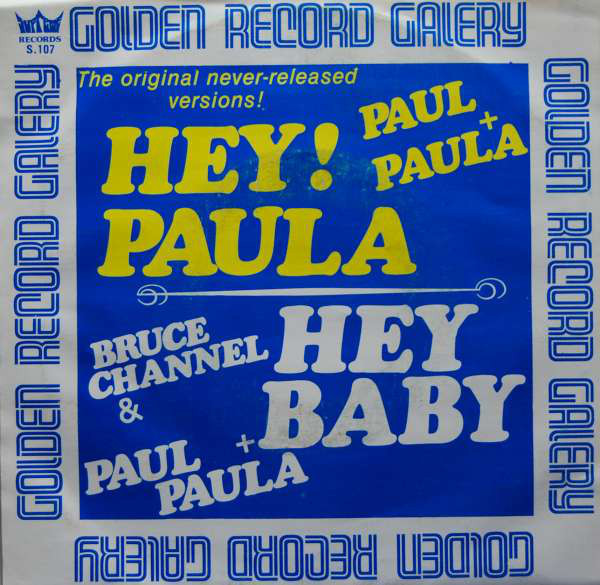 RECORDS
S.107
GOLDEN RECORD GALERY
GOLDEN RECORD GALERY
The original never-released
versions!
HEY!
PAULA
PAUL
+
PAULA
BRUCE
CHANNEL
&
PAUL
+
PAULA
HEY
BABY
GOLDEN RECORD GALERY
GOLDEN RECORD GALERY